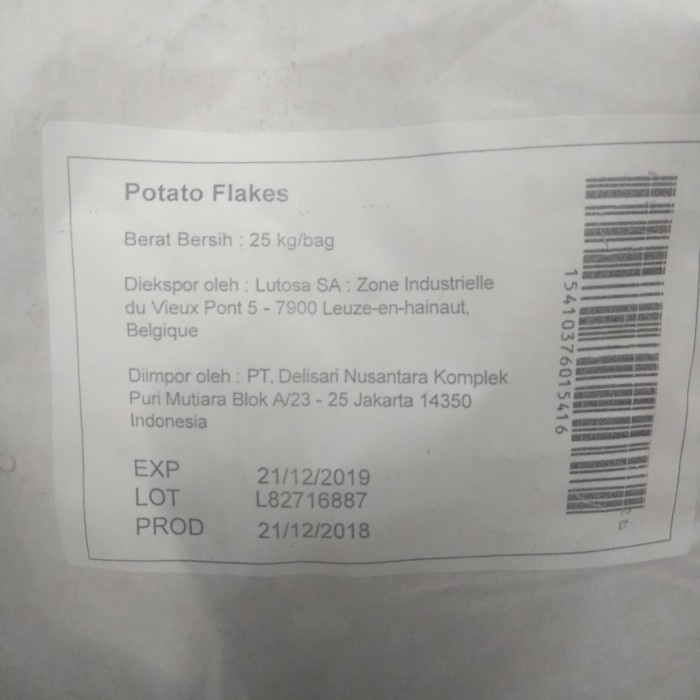 Potato Flakes
Berat Bersih : 25 kg/bag
Diekspor oleh : Lutosa SA : Zone Industrielle
du Vieux Pont 5 - 7900 Leuze-en-hainaut,
Belgique
Diimpor oleh : PT. Delisari Nusantara Komplek
Puri Mutiara Blok A/23 - 25 Jakarta 14350
Indonesia
EXP 21/12/2019
LOT L82716887
PROD 21/12/2018
15410376015416